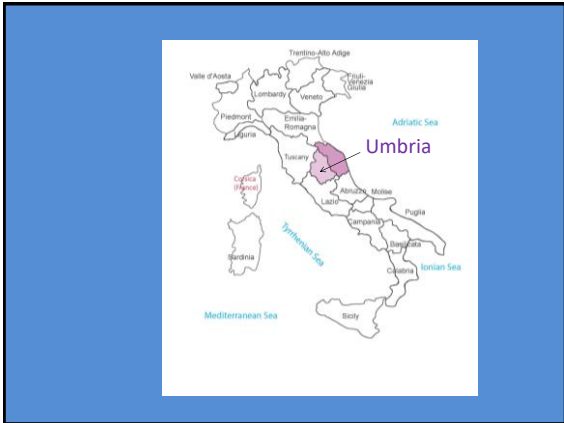 Trentino-Alto Adige
Valle d'Aosta
Friuli-
Venezia
Giulia
Lombardy
Veneto
Piedmont
Emilia-
Romagna
Adriatic Sea
Liguria
Umbria
Tuscany
Corsica
(France)
Abruzzo
Molise
Lazio
Puglia
Campania
Tyrrhenian Sea
Basilicata
Sardinia
Calabria
Ionian Sea
Mediterranean Sea
Sicily